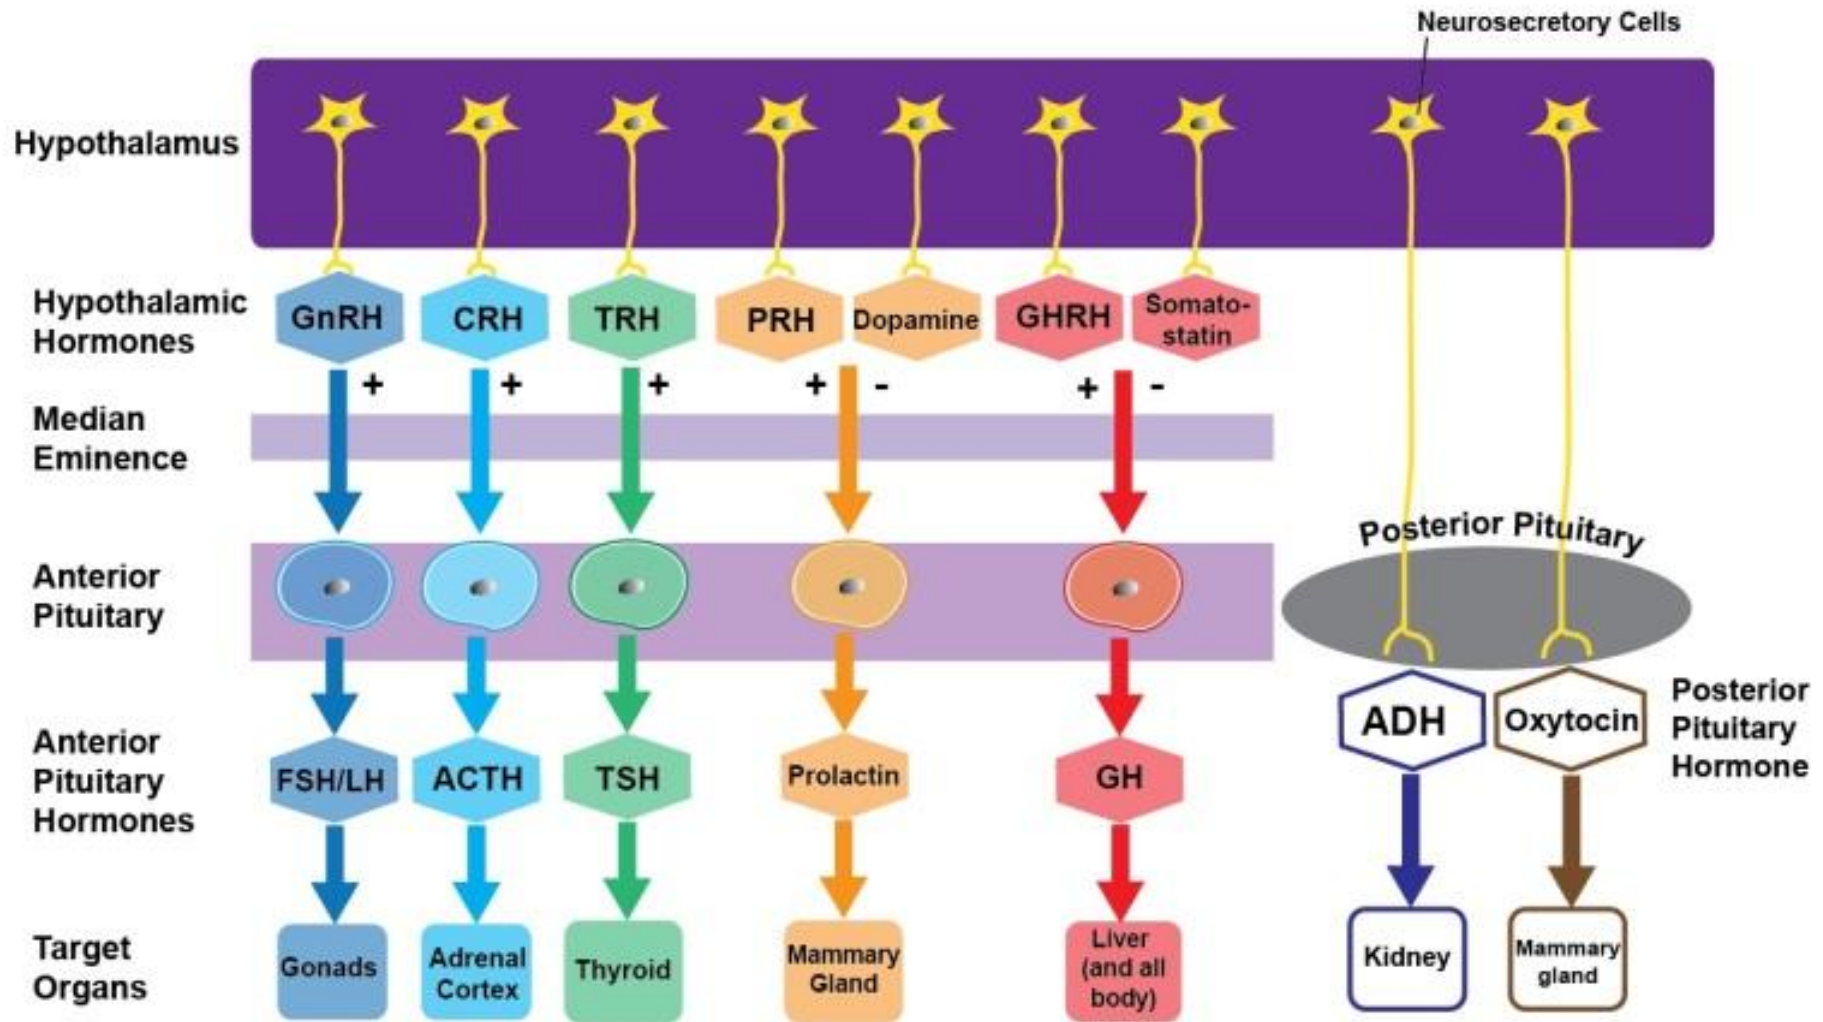 Neurosecretory Cells
Hypothalamus
Hypothalamic
Hormones
GnRH
CRH
TRH
PRH
Dopamine
GHRH
Somato-
statin
+
+
+
+ -
+ -
Median
Eminence
Posterior Pituitary
Anterior
Pituitary
Anterior
Pituitary
Hormones
FSH/LH
ACTH
TSH
Prolactin
GH
ADH
Oxytocin
Posterior
Pituitary
Hormone
Target
Organs
Gonads
Adrenal
Cortex
Thyroid
Mammary
Gland
Liver
(and all
body)
Kidney
Mammary
gland